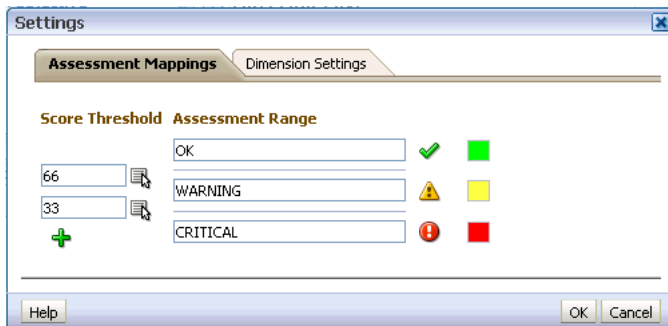 Settings
Assessment Mappings
Dimension Settings
Score Threshold Assessment Range
OK
66
WARNING
33
CRITICAL
Help
OK
Cancel